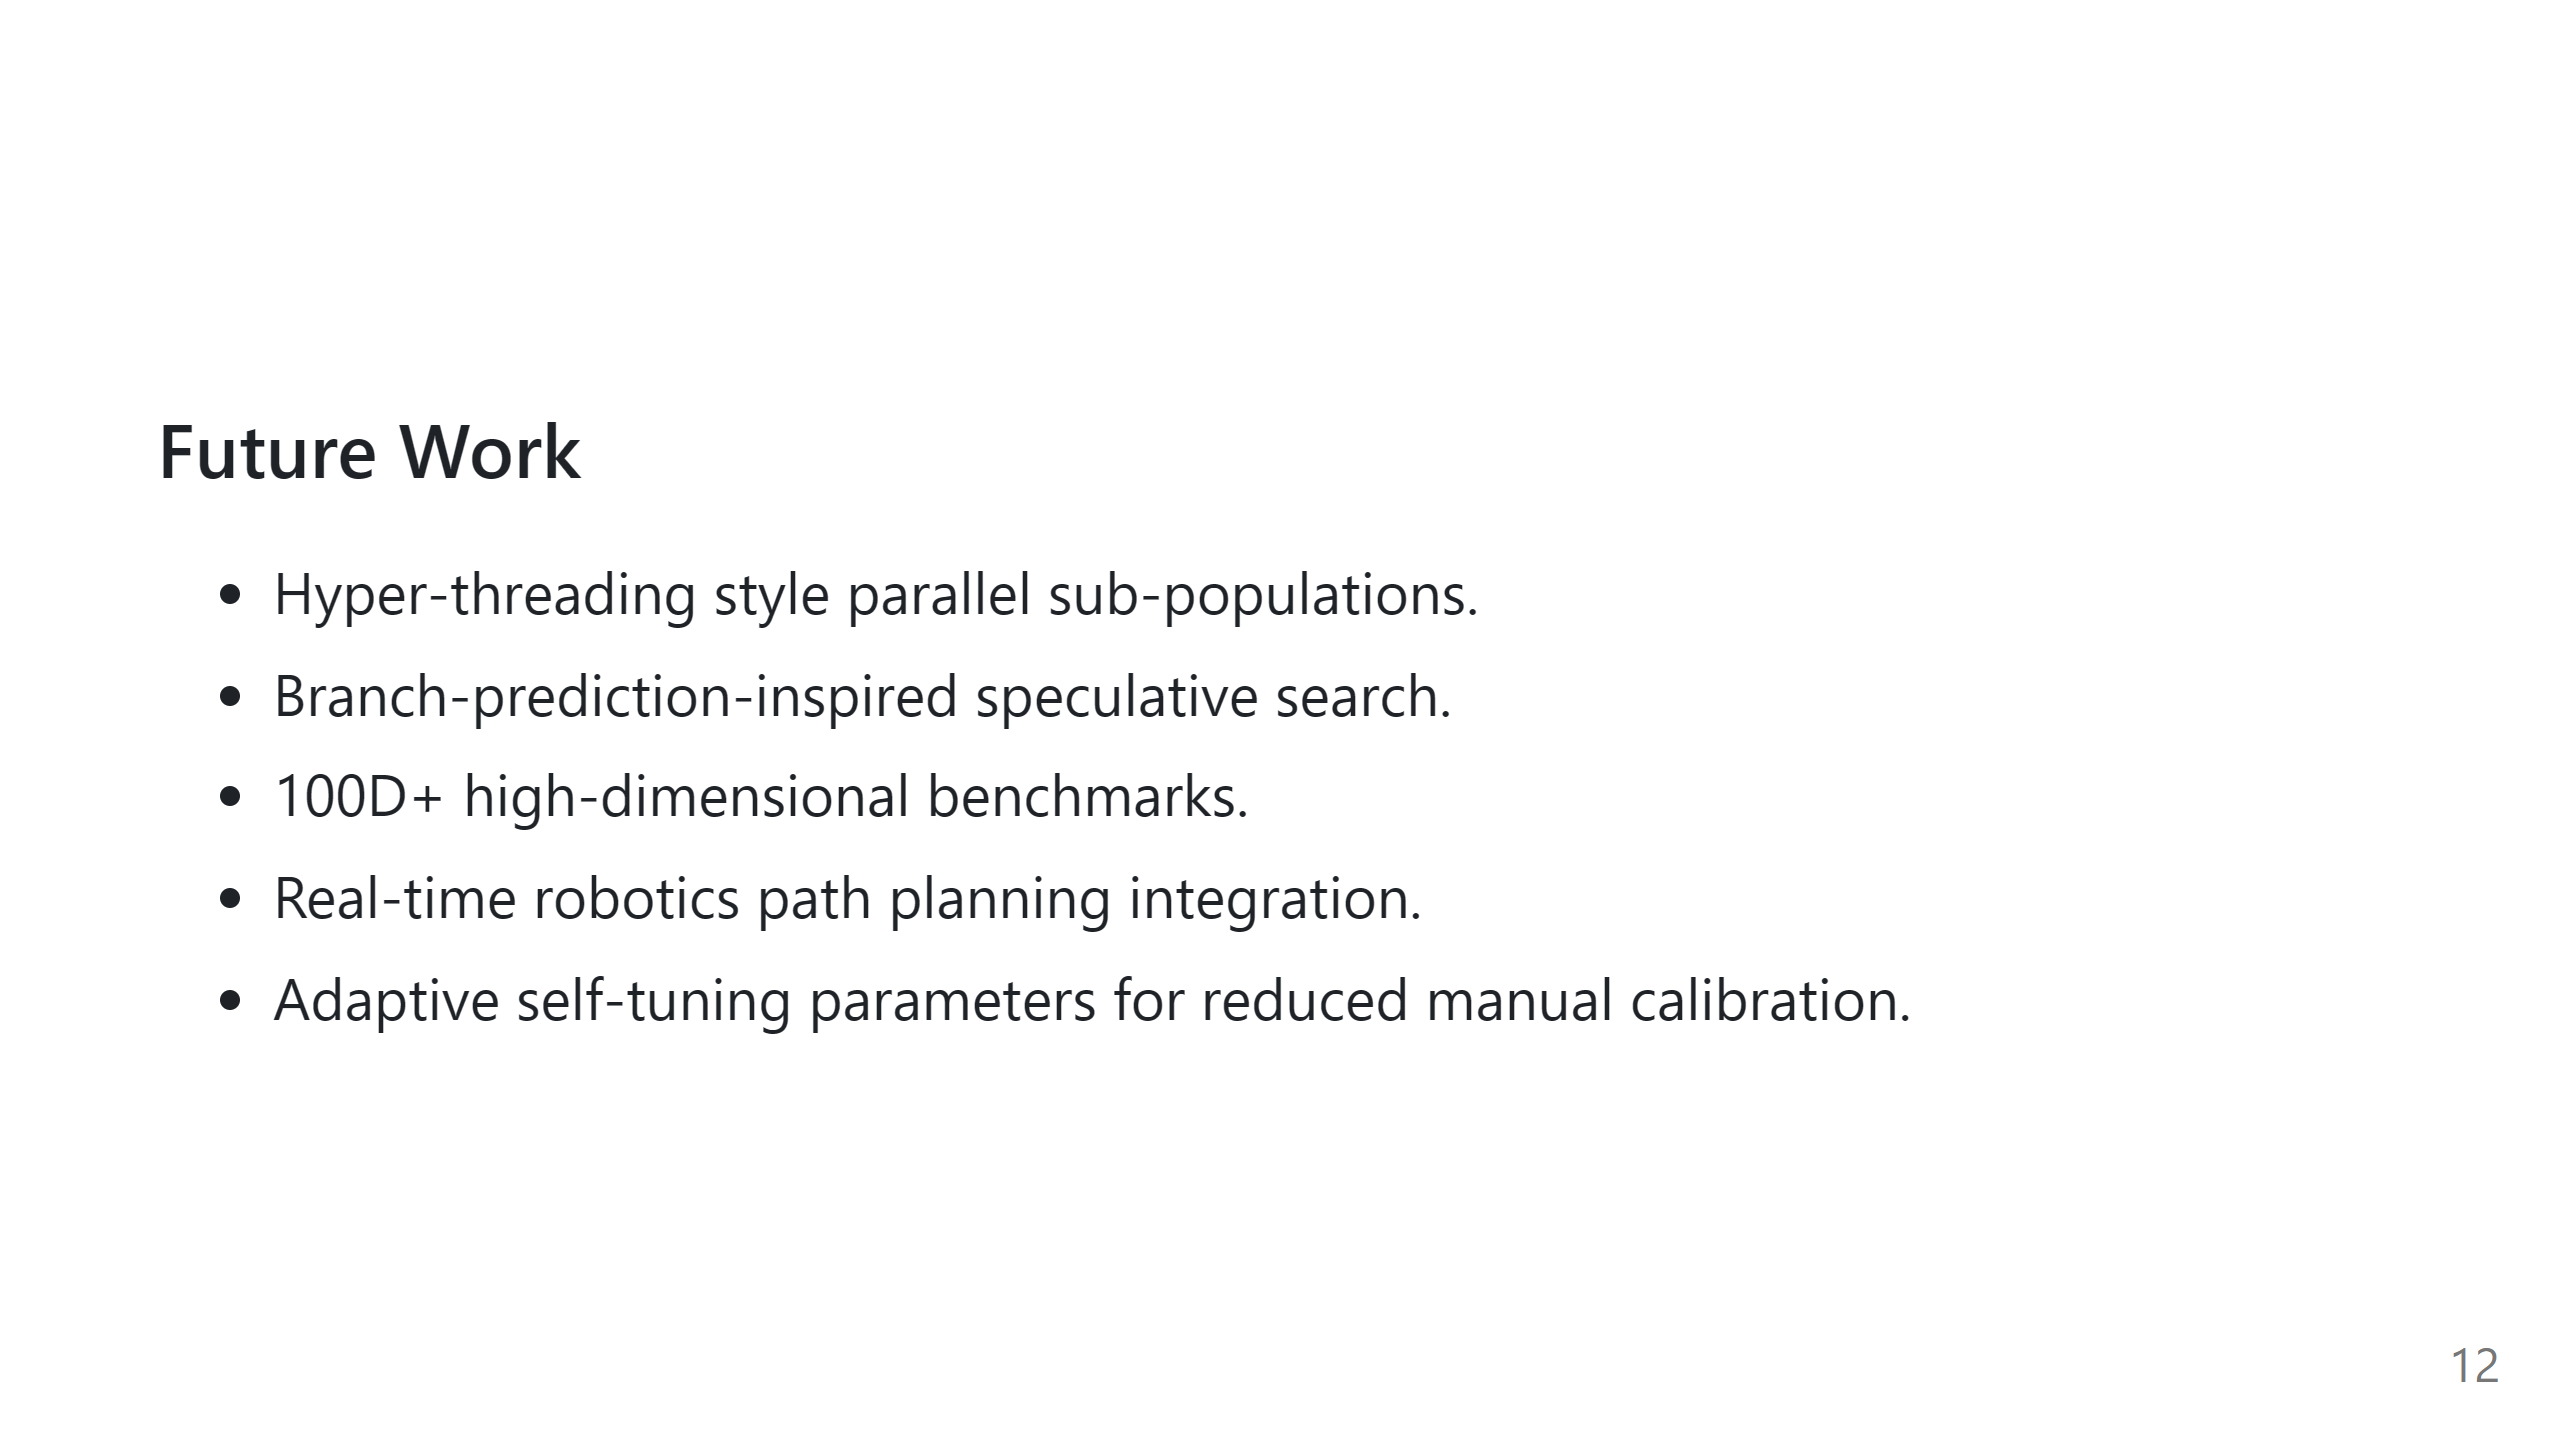 Future Work
• Hyper-threading style parallel sub-populations.
• Branch-prediction-inspired speculative search.
• 100D+ high-dimensional benchmarks.
• Real-time robotics path planning integration.
• Adaptive self-tuning parameters for reduced manual calibration.
12